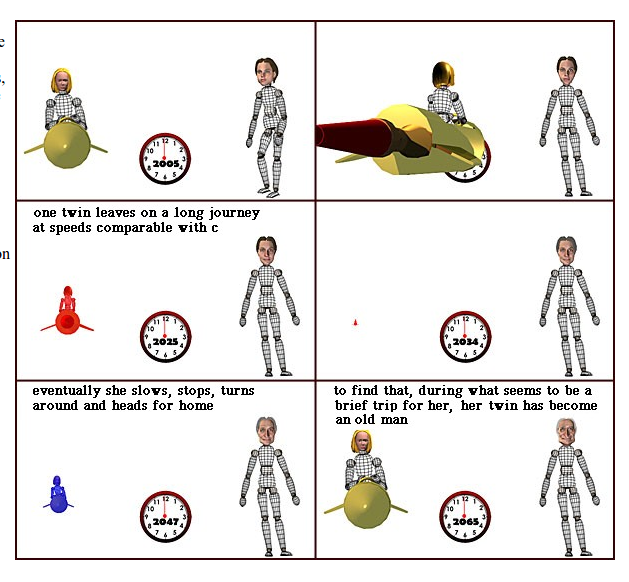 e
s,
on
2005
one twin leaves on a long journey
at speeds comparable with c
2025
2034
eventually she slows, stops, turns
around and heads for home
to find that, during what seems to be a
brief trip for her, her twin has become
an old man
2047
2065